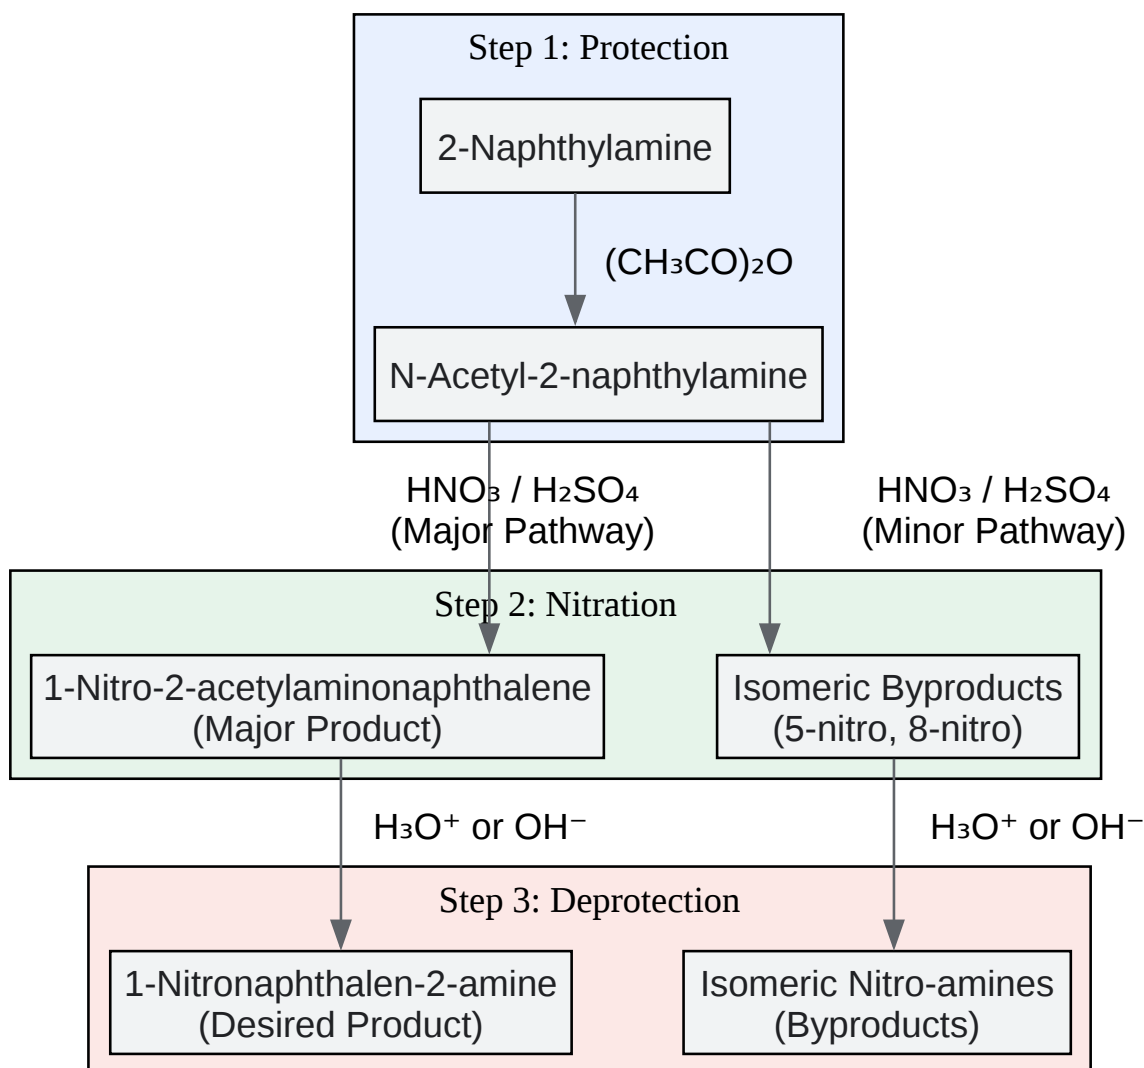 Step 1: Protection
2-Naphthylamine
(CH₃CO)₂O
N-Acetyl-2-naphthylamine
HNO₃ / H₂SO₄
(Major Pathway)
HNO₃ / H₂SO₄
(Minor Pathway)
Step 2: Nitration
1-Nitro-2-acetylaminonaphthalene
(Major Product)
Isomeric Byproducts
(5-nitro, 8-nitro)
H₃O⁺ or OH⁻
H₃O⁺ or OH⁻
Step 3: Deprotection
1-Nitronaphthalen-2-amine
(Desired Product)
Isomeric Nitro-amines
(Byproducts)